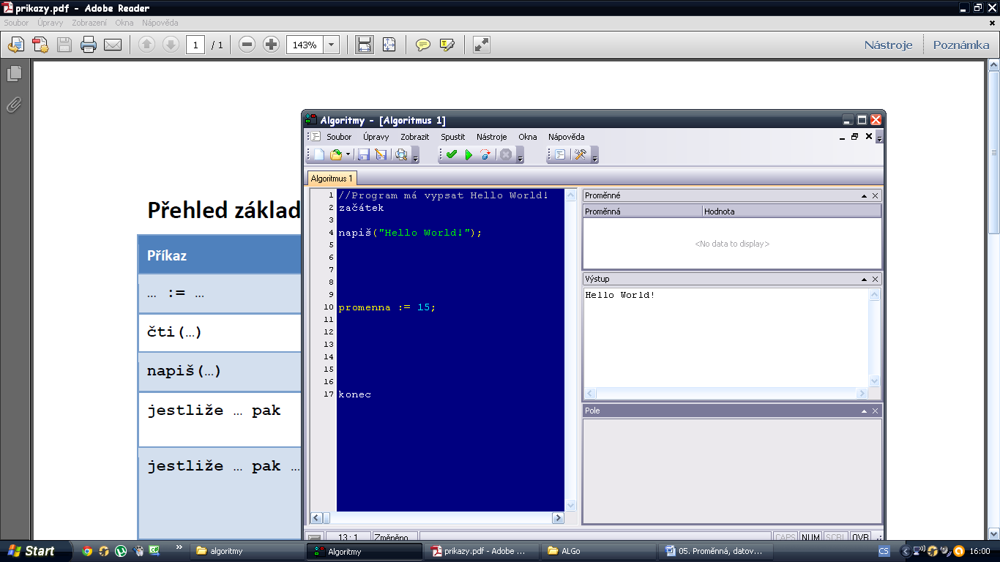 prikazy.pdf - Adobe Reader
Soubor Úpravy Zobrazení Okna Nápověda
1 / 1 143% Nástroje Poznámka
Přehled základ
Příkaz
… := …
čti(…)
napiš(…)
jestliže … pak
jestliže … pak …
Algoritmy - [Algoritmus 1]
Soubor Úpravy Zobrazit Spustit Nástroje Okna Nápověda
Algoritmus 1
1 //Program má vypsat Hello World!
2 začátek
3
4 napiš("Hello World!");
5
6
7
8
9
10 promenna := 15;
11
12
13
14
15
16
17 konec
Proměnné
Proměnná Hodnota
<No data to display>
Výstup
Hello World!
Pole
13: 1 Změněno CAPS NUM SCRL OVR
Start » algoritmy Algoritmy prikazy.pdf - Adobe ... ALGo 05. Proměnná, datov... CS 16:00